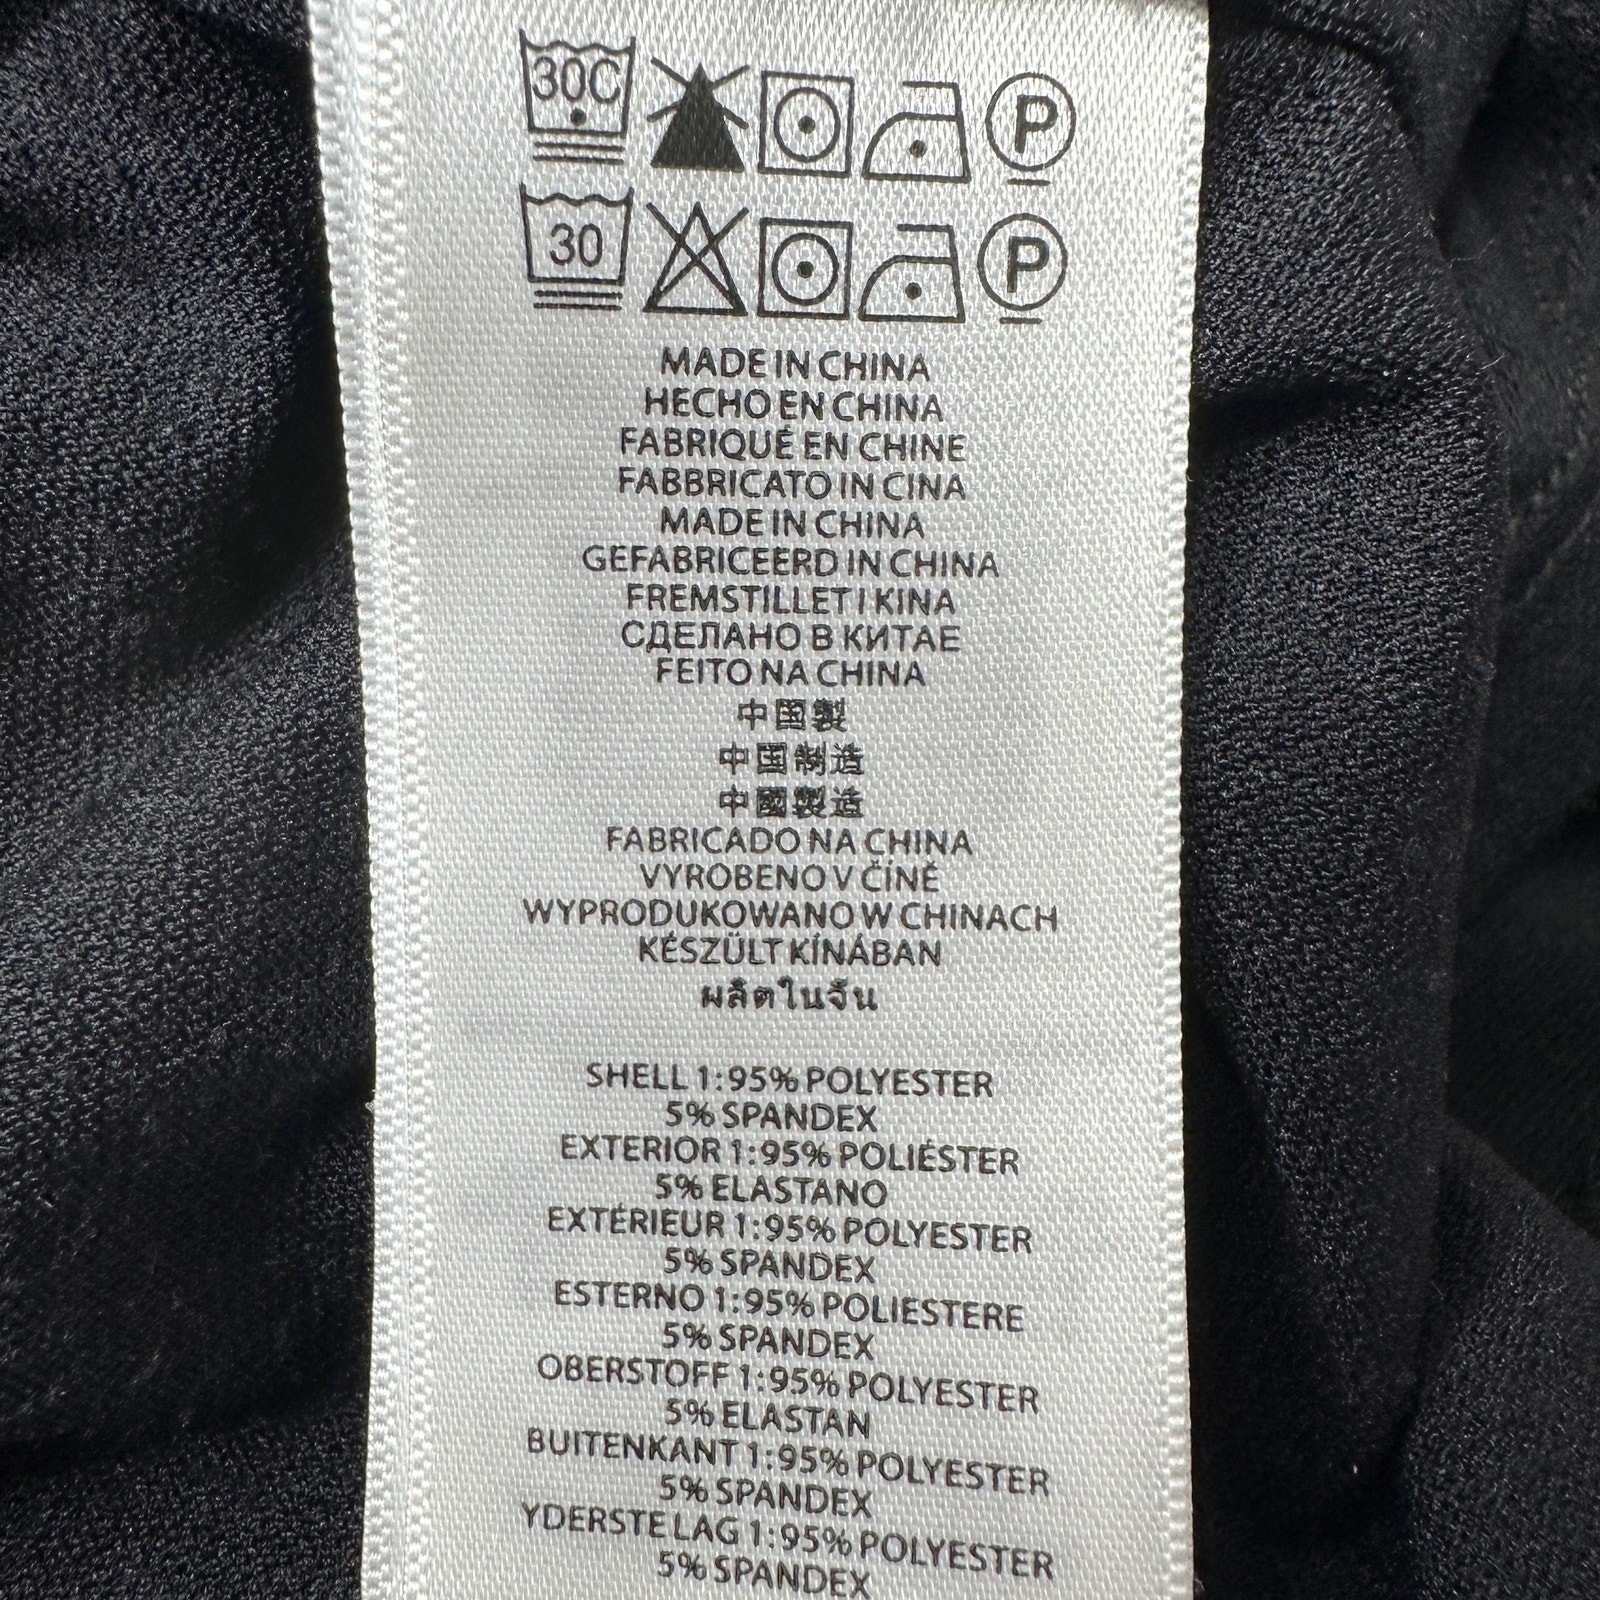 30C
P
30
P
MADE IN CHINA
HECHO EN CHINA
FABRIQUÉ EN CHINE
FABBRICATO IN CINA
MADE IN CHINA
GEFABRICEERD IN CHINA
FREMSTILLET I KINA
СДЕЛАНО В КИТАЕ
FEITO NA CHINA
中国製
中国制造
中國製造
FABRICADO NA CHINA
VYROBENO V ČÍNĚ
WYPRODUKOWANO W CHINACH
KÉSZÜLT KÍNÁBAN
ผลิตในจีน
SHELL 1:95% POLYESTER
5% SPANDEX
EXTERIOR 1:95% POLIÉSTER
5% ELASTANO
EXTÉRIEUR 1:95% POLYESTER
5% SPANDEX
ESTERNO 1:95% POLIESTERE
5% SPANDEX
OBERSTOFF 1:95% POLYESTER
5% ELASTAN
BUITENKANT 1:95% POLYESTER
5% SPANDEX
YDERSTE LAG 1:95% POLYESTER
5% SPANDEX